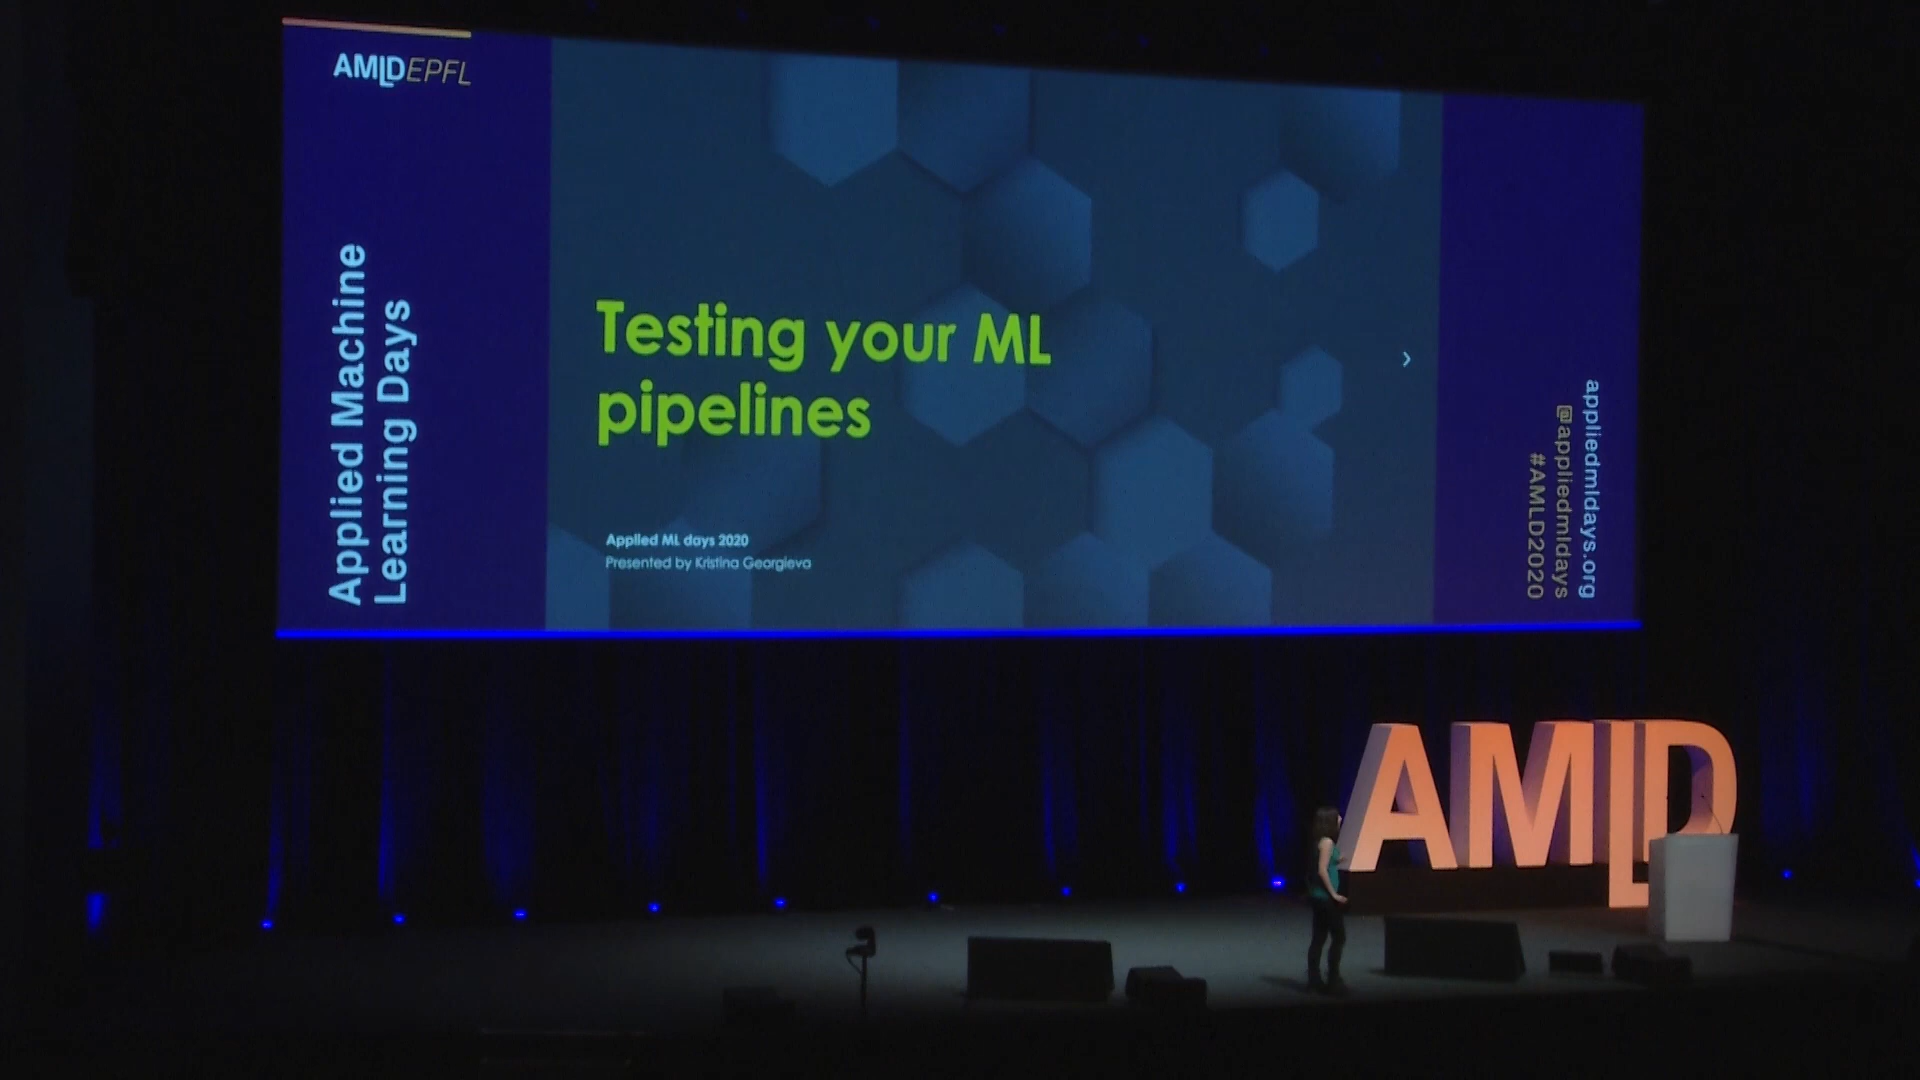 AMLDEPFL
Applied Machine
Learning Days
Testing your ML
pipelines
Applied ML days 2020
Presented by Kristina Georgieva
appliedmldays.org
@appliedmldays
#AMLD2020
AMLD